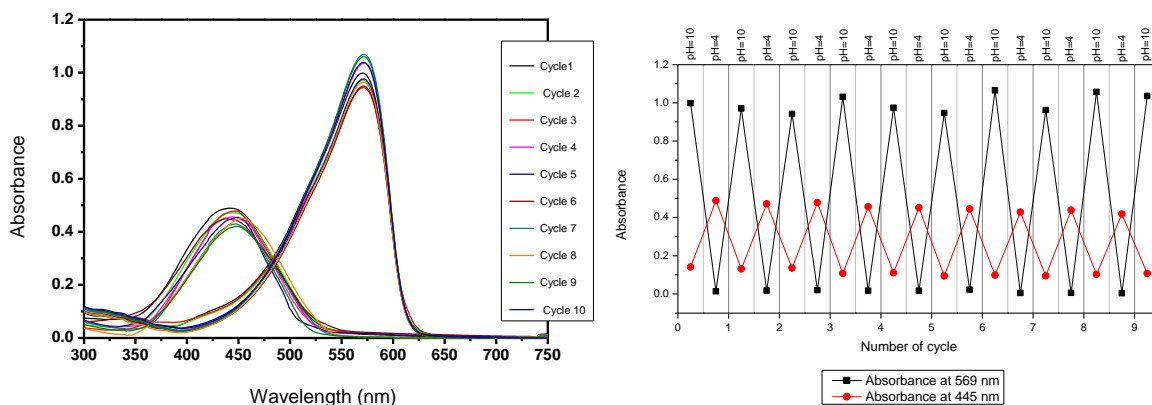 1.2
1.0
0.8
0.6
0.4
0.2
0.0
300 350 400 450 500 550 600 650 700 750
Absorbance
Wavelength (nm)
Cycle1
Cycle 2
Cycle 3
Cycle 4
Cycle 5
Cycle 6
Cycle 7
Cycle 8
Cycle 9
Cycle 10
pH=10 pH=4 pH=10 pH=4 pH=10 pH=4 pH=10 pH=4 pH=10 pH=4 pH=10 pH=4 pH=10 pH=4 pH=10 pH=4 pH=10 pH=4 pH=10
1.2
1.0
0.8
0.6
0.4
0.2
0.0
0 1 2 3 4 5 6 7 8 9
Absorbance
Number of cycle
Absorbance at 569 nm
Absorbance at 445 nm